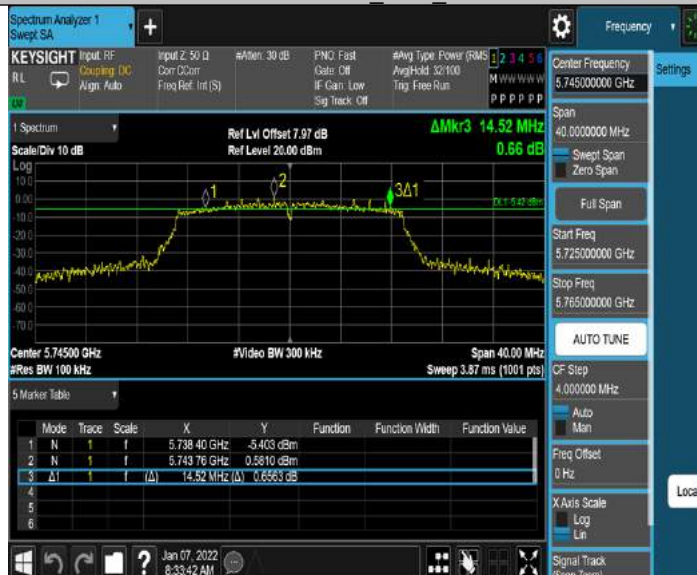 Spectrum Analyzer 1
Swept SA
+
Frequency
KEYSIGHT
RL
Input: RF
Coupling: DC
Align: Auto
Input Z: 50 Ω
Corr CCorr
Freq Ref: Int (S)
#Atten: 30 dB
PNO: Fast
Gate: Off
IF Gain: Low
Sig Track: Off
#Avg Type: Power (RMS
Avg|Hold: 32/100
Trig: Free Run
1 2 3 4 5 6
M W W W W W
P P P P P P
Center Frequency
5.745000000 GHz
Settings
Span
40.0000000 MHz
Swept Span
Zero Span
Full Span
Start Freq
5.725000000 GHz
Stop Freq
5.765000000 GHz
AUTO TUNE
CF Step
4.000000 MHz
Auto
Man
Freq Offset
0 Hz
X Axis Scale
Log
Lin
Signal Track
(Span Zoom)
Loca
1 Spectrum
Scale/Div 10 dB
Ref Lvl Offset 7.97 dB
Ref Level 20.00 dBm
ΔMkr3 14.52 MHz
0.66 dB
Log
10.0
0.00
-10.0
-20.0
-30.0
-40.0
-50.0
-60.0
-70.0
1
2
3Δ1
DL1 -5.42 dBm
Center 5.74500 GHz
#Res BW 100 kHz
#Video BW 300 kHz
Span 40.00 MHz
Sweep 3.87 ms (1001 pts)
5 Marker Table
Mode Trace Scale X Y Function Function Width Function Value
1 N 1 f 5.738 40 GHz -5.403 dBm
2 N 1 f 5.743 76 GHz 0.5810 dBm
3 Δ1 1 f (Δ) 14.52 MHz (Δ) 0.6563 dB
4
5
6
?
Jan 07, 2022
8:33:42 AM